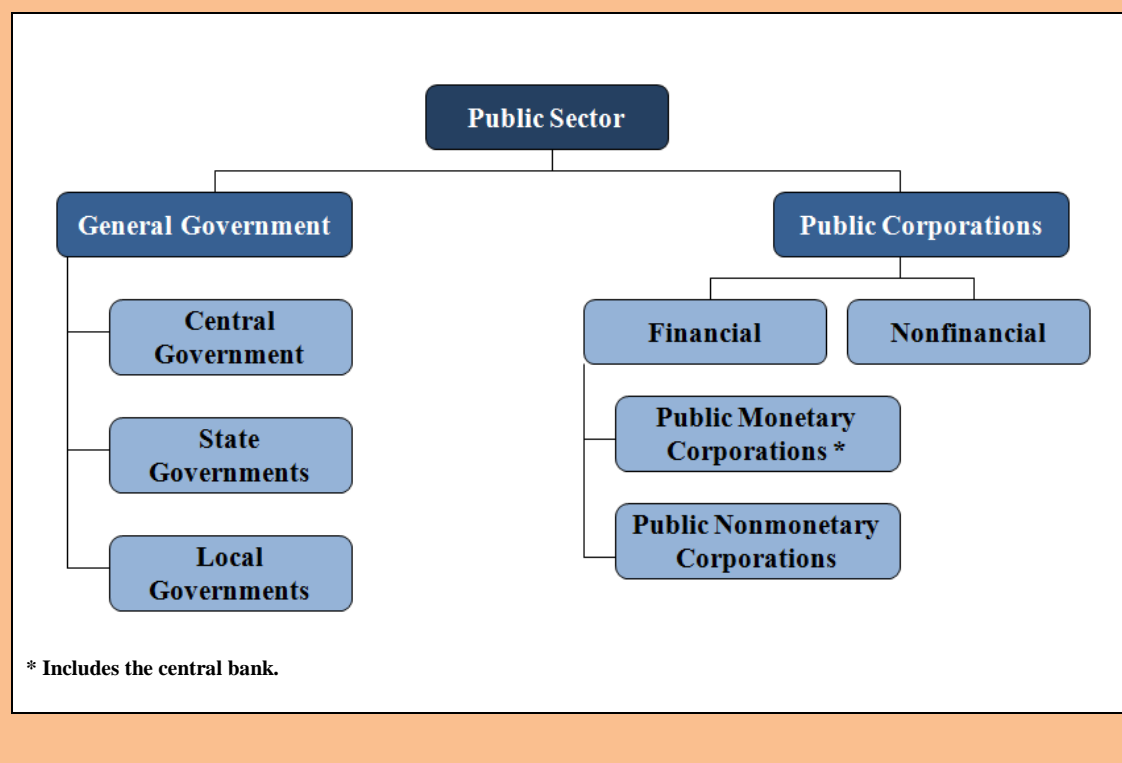 Public Sector
General Government
Public Corporations
Central
Government
State
Governments
Local
Governments
Financial
Nonfinancial
Public Monetary
Corporations *
Public Nonmonetary
Corporations
* Includes the central bank.